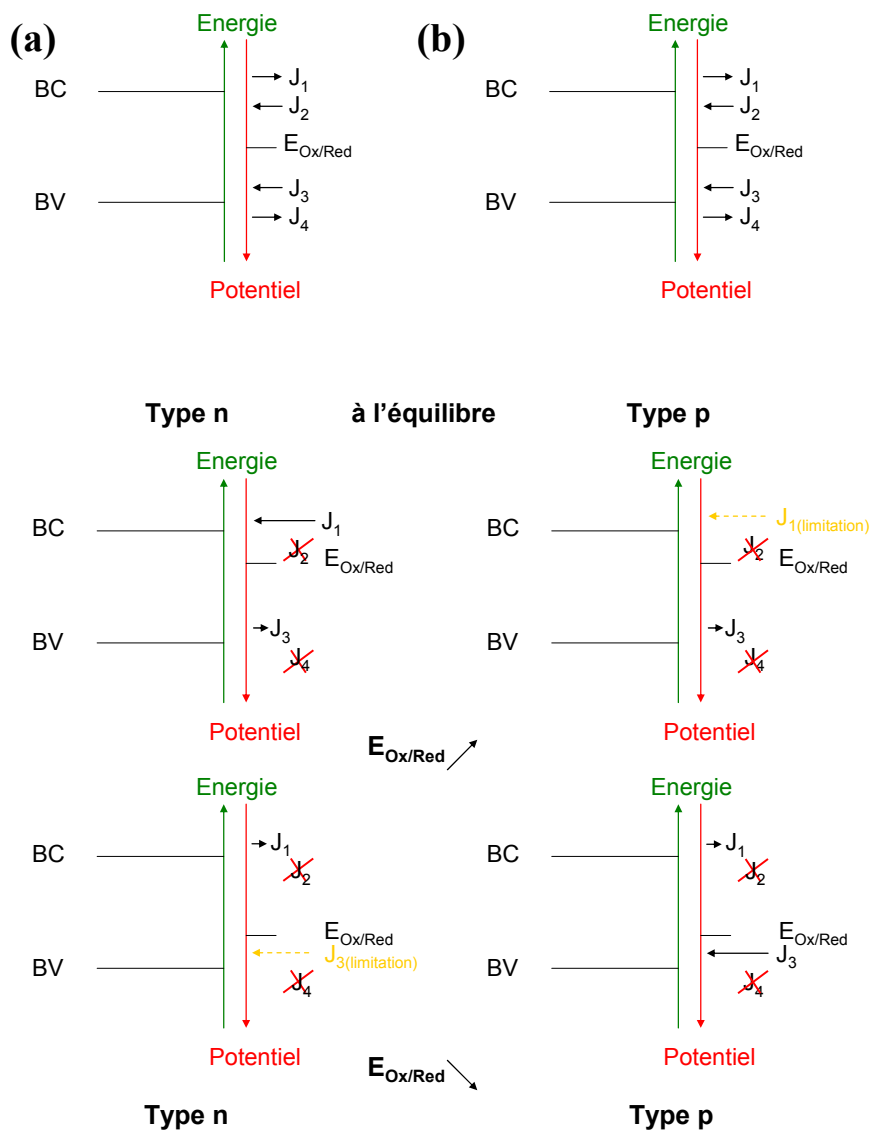 (a)
Energie
BC
J1
J2
EOx/Red
BV
J3
J4
Potentiel
(b)
Energie
BC
J1
J2
EOx/Red
BV
J3
J4
Potentiel
Type n à l'équilibre Type p
Energie
BC
J1
J2 EOx/Red
BV
J3
J4
Potentiel
Energie
BC
J1(limitation)
J2 EOx/Red
BV
J3
J4
Potentiel
EOx/Red
Energie
BC
J1
J2
EOx/Red
J3(limitation)
BV
J4
Potentiel
Energie
BC
J1
J2
EOx/Red
J3
BV
J4
Potentiel
EOx/Red
Type n Type p